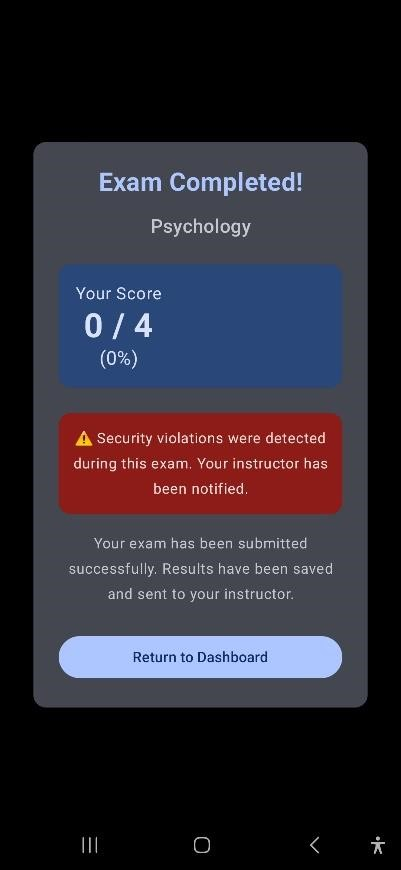 Exam Completed!
Psychology
Your Score
0 / 4
(0%)
⚠️ Security violations were detected
during this exam. Your instructor has
been notified.
Your exam has been submitted
successfully. Results have been saved
and sent to your instructor.
Return to Dashboard